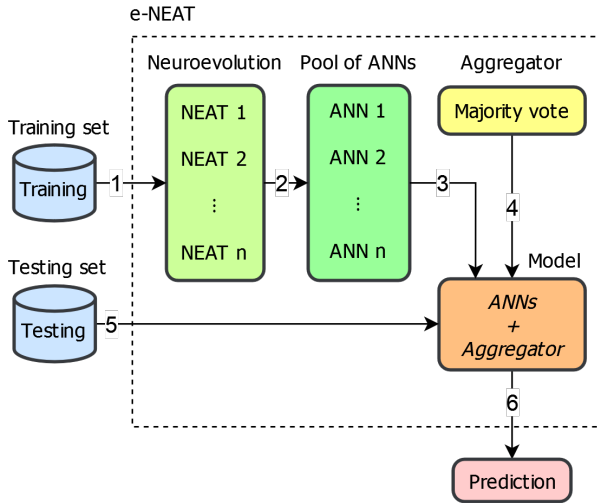 e-NEAT
Neuroevolution
Pool of ANNs
Aggregator
NEAT 1
NEAT 2
⋮
NEAT n
ANN 1
ANN 2
⋮
ANN n
Majority vote
Training set
Training
1
2
3
4
Testing set
Testing
5
Model
ANNs
+
Aggregator
6
Prediction